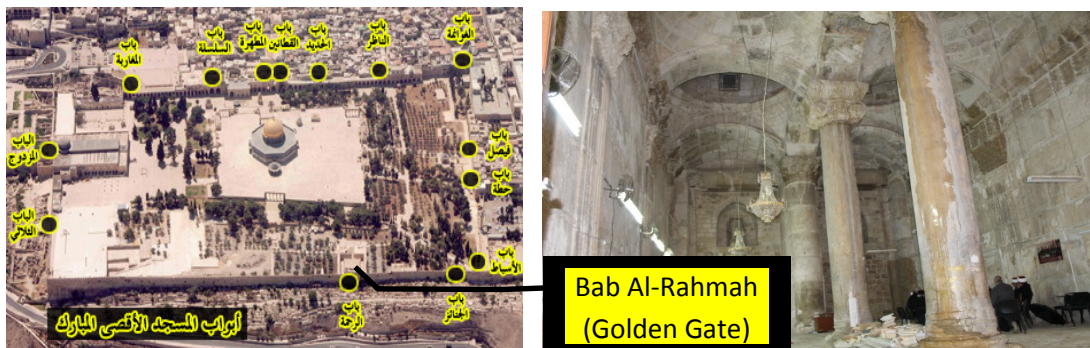 باب
الغوانمة
باب
الناظر
باب
الحديد
باب
القطانين
باب
المطهرة
باب
السلسلة
باب
المغاربة
باب
فيصل
باب
حطة
الباب
المزدوج
الباب
الثلاثي
باب
الأسباط
باب
الجنائز
باب
الرحمة
أبواب المسجد الأقصى المبارك
Bab Al-Rahmah
(Golden Gate)